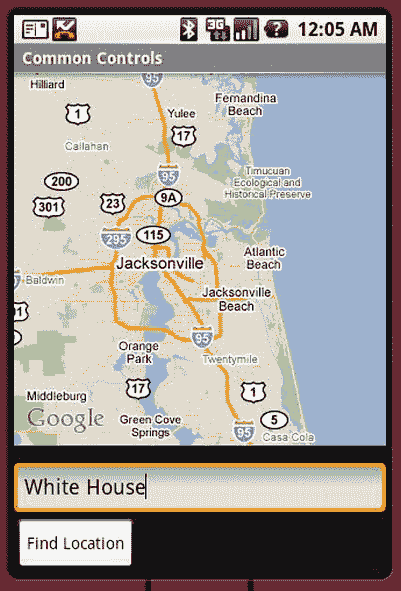 3G
12:05 AM
Common Controls
95
Hilliard
Fernandina
Beach
1
Yulee
17
Callahan
95
Timucuan
Ecological and
Historical Preserve
200
9A
301
23
295
115
Atlantic
Beach
Jacksonville
Baldwin
Jacksonville
Beach
Orange
Park
95
Twentymile
17
1
Middleburg
Google
Green Cove
Springs
5
95
Casa Cola
White House
Find Location